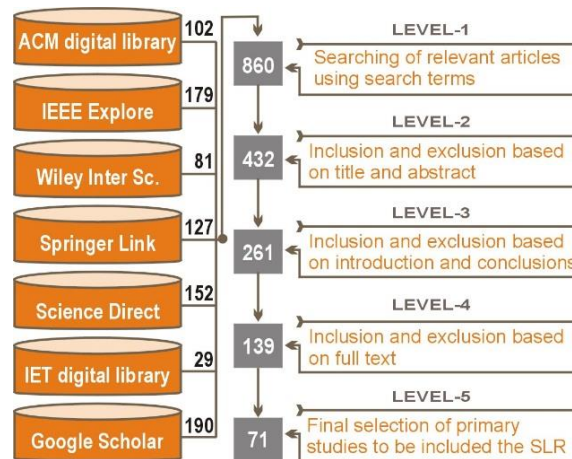 ACM digital library
102
IEEE Explore
179
Wiley Inter Sc.
81
Springer Link
127
Science Direct
152
IET digital library
29
Google Scholar
190
860
LEVEL-1
Searching of relevant articles
using search terms
432
LEVEL-2
Inclusion and exclusion based
on title and abstract
261
LEVEL-3
Inclusion and exclusion based
on introduction and conclusions
139
LEVEL-4
Inclusion and exclusion based
on full text
71
LEVEL-5
Final selection of primary
studies to be included the SLR